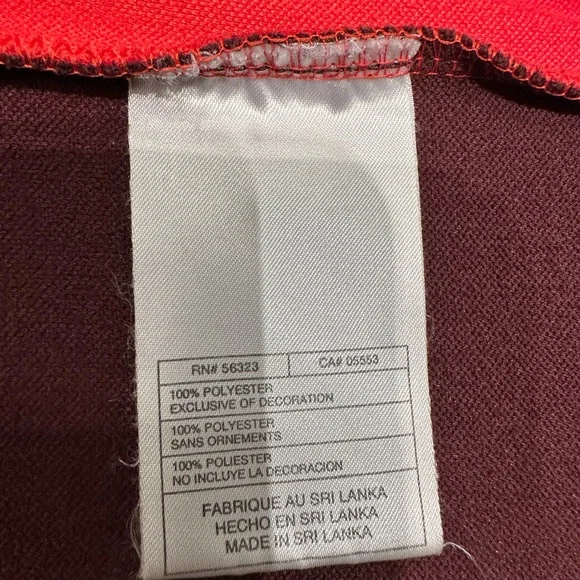 RN# 56323 CA# 05553
100% POLYESTER
EXCLUSIVE OF DECORATION
100% POLYESTER
SANS ORNEMENTS
100% POLIESTER
NO INCLUYE LA DECORACION
FABRIQUE AU SRI LANKA
HECHO EN SRI LANKA
MADE IN SRI LANKA